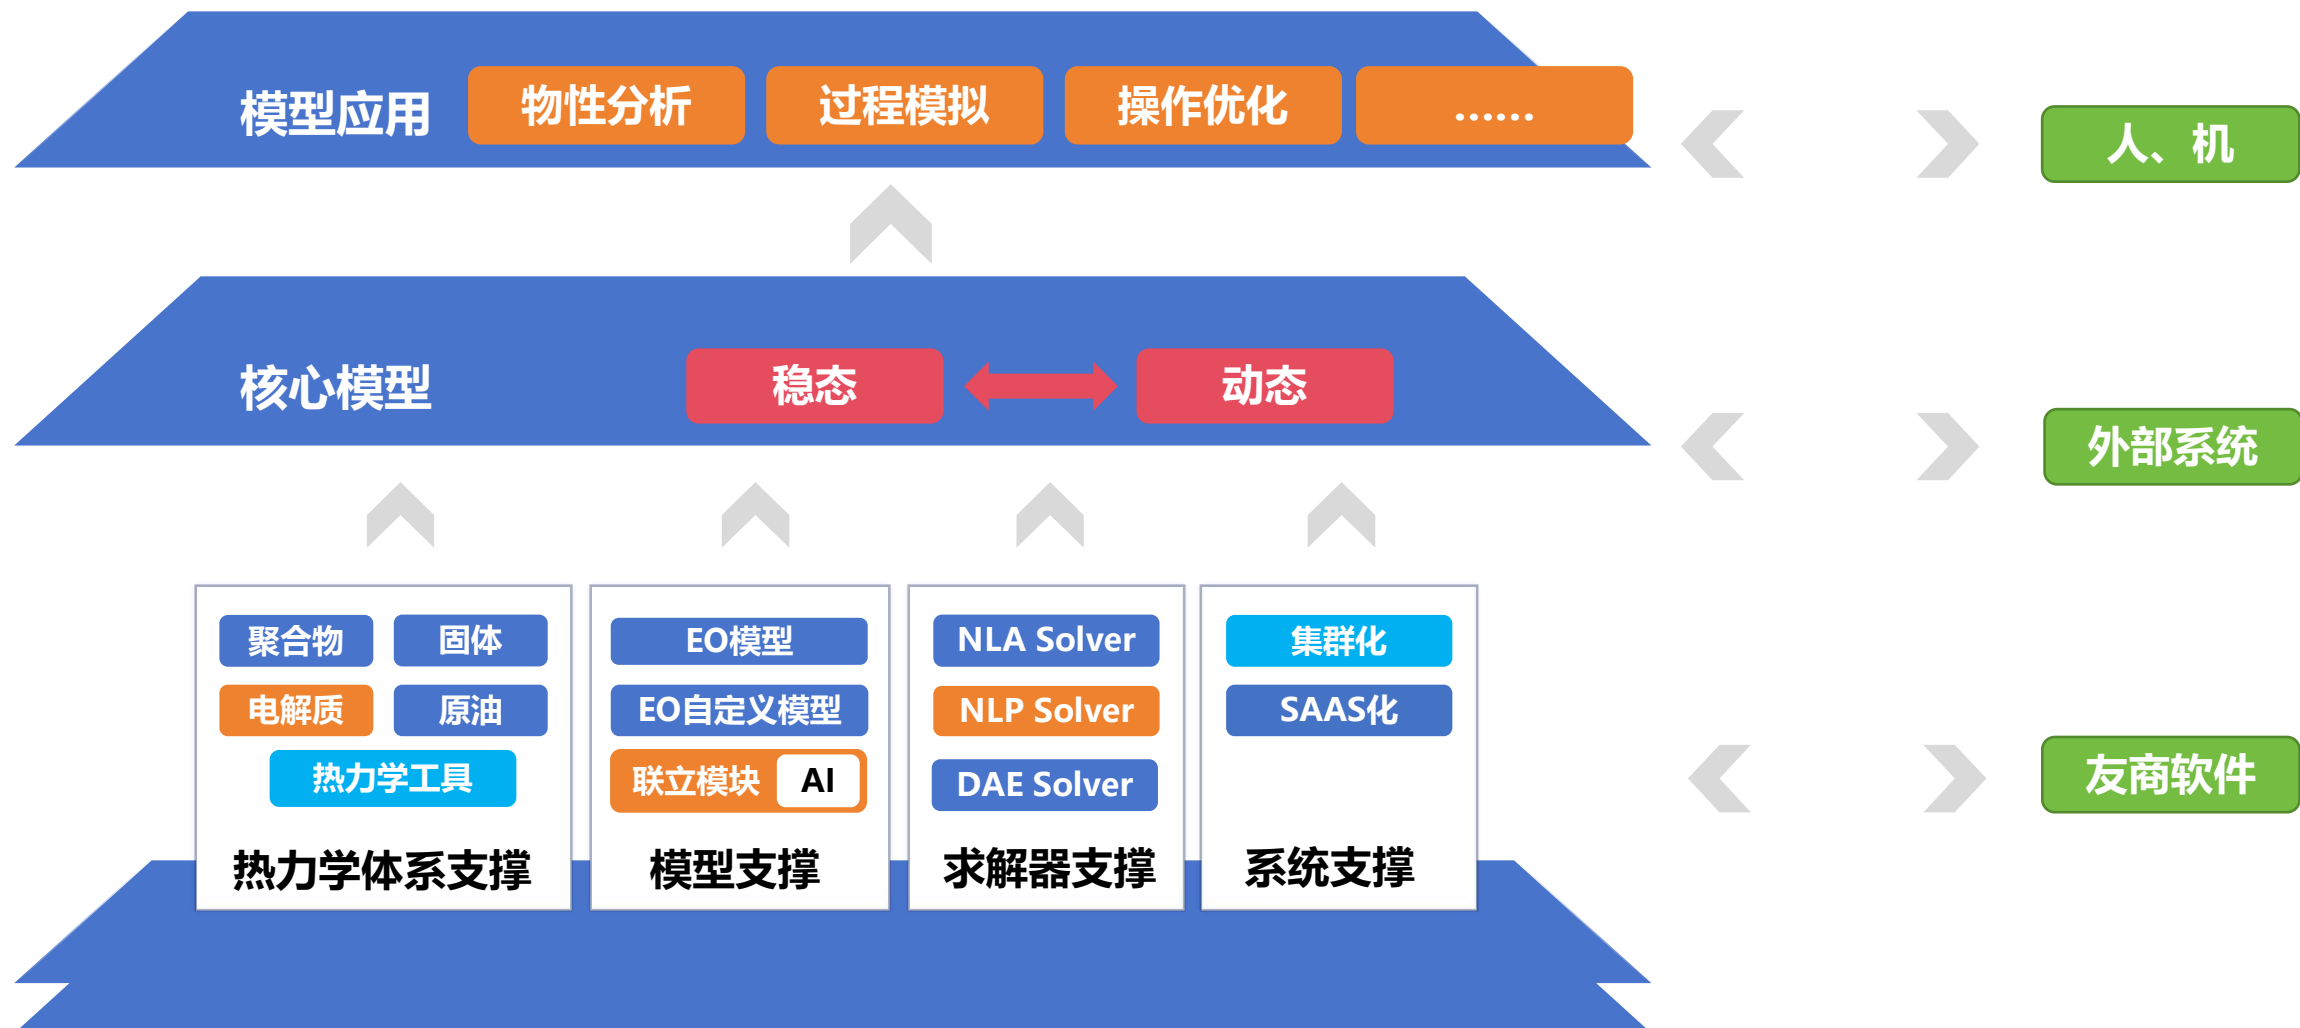 模型应用
物性分析
过程模拟
操作优化
……
人、机
核心模型
稳态
动态
外部系统
聚合物
固体
电解质
原油
热力学工具
热力学体系支撑
EO模型
EO自定义模型
联立模块
AI
模型支撑
NLA Solver
NLP Solver
DAE Solver
求解器支撑
集群化
SAAS化
系统支撑
友商软件